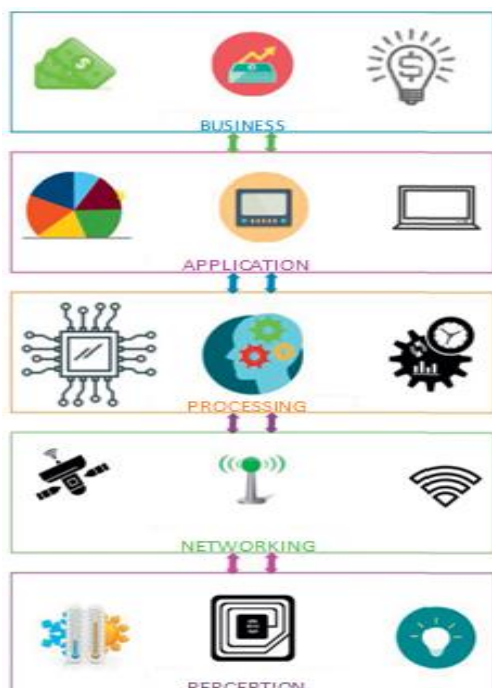 BUSINESS
APPLICATION
PROCESSING
NETWORKING
PERCEPTION